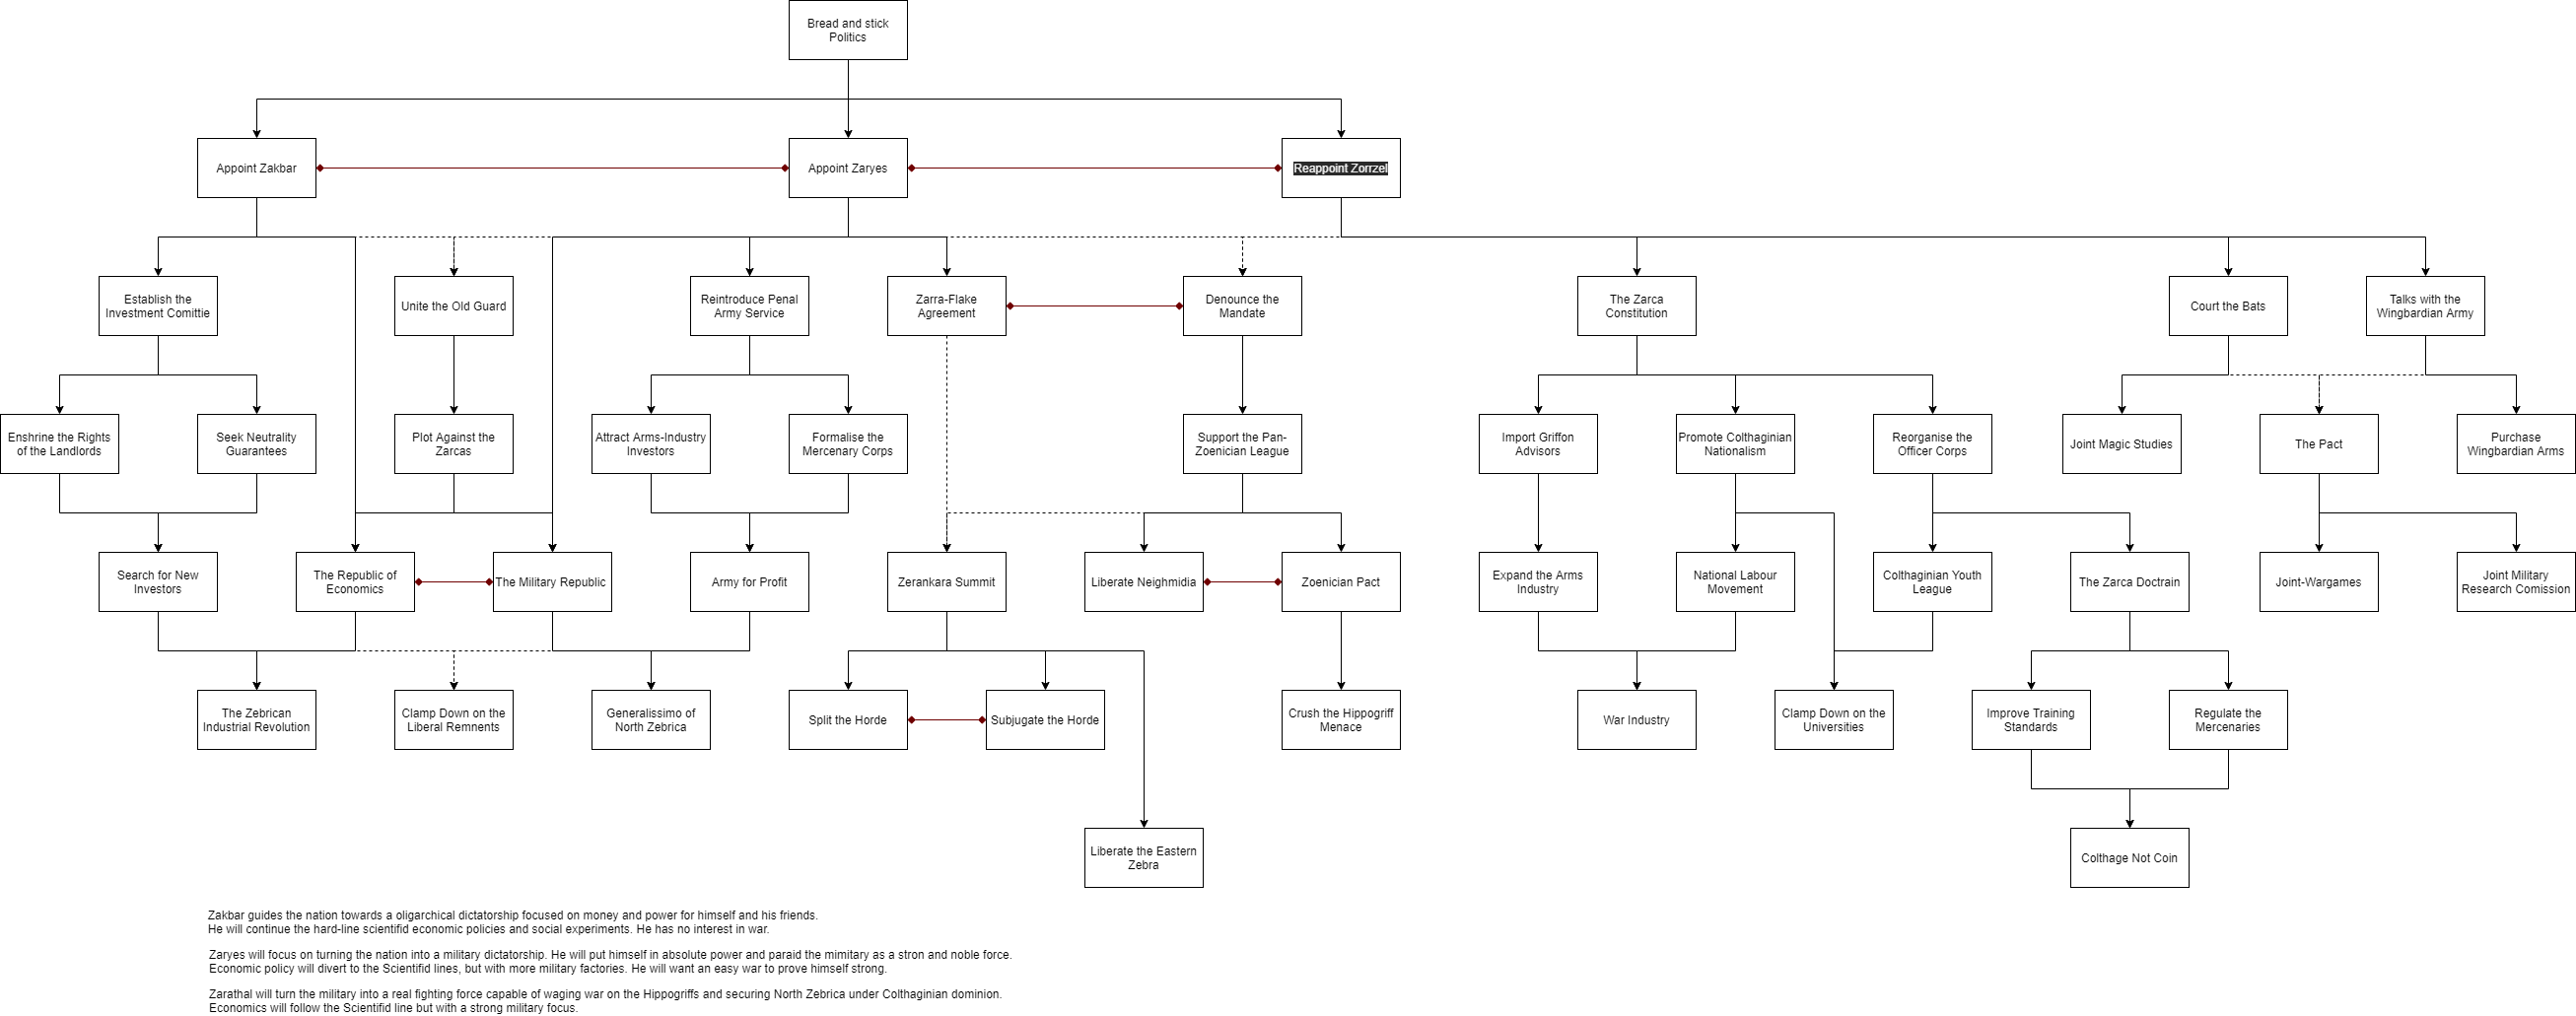 Bread and stick
Politics
Appoint Zakbar
Appoint Zaryes
Reappoint Zorrzel
Establish the
Investment Comittie
Unite the Old Guard
Reintroduce Penal
Army Service
Zarra-Flake
Agreement
Denounce the
Mandate
The Zarca
Constitution
Court the Bats
Talks with the
Wingbardian Army
Enshrine the Rights
of the Landlords
Seek Neutrality
Guarantees
Plot Against the
Zarcas
Attract Arms-Industry
Investors
Formalise the
Mercenary Corps
Support the Pan-
Zoenician League
Import Griffon
Advisors
Promote Colthaginian
Nationalism
Reorganise the
Officer Corps
Joint Magic Studies
The Pact
Purchase
Wingbardian Arms
Search for New
Investors
The Republic of
Economics
The Military Republic
Army for Profit
Zerankara Summit
Liberate Neighmidia
Zoenician Pact
Expand the Arms
Industry
National Labour
Movement
Colthaginian Youth
League
The Zarca Doctrain
Joint-Wargames
Joint Military
Research Comission
The Zebrican
Industrial Revolution
Clamp Down on the
Liberal Remnents
Generalissimo of
North Zebrica
Split the Horde
Subjugate the Horde
Crush the Hippogriff
Menace
War Industry
Clamp Down on the
Universities
Improve Training
Standards
Regulate the
Mercenaries
Liberate the Eastern
Zebra
Colthage Not Coin
Zakbar guides the nation towards a oligarchical dictatorship focused on money and power for himself and his friends.
He will continue the hard-line scientifid economic policies and social experiments. He has no interest in war.
Zaryes will focus on turning the nation into a military dictatorship. He will put himself in absolute power and paraid the mimitary as a stron and noble force.
Economic policy will divert to the Scientifid lines, but with more military factories. He will want an easy war to prove himself strong.
Zarathal will turn the military into a real fighting force capable of waging war on the Hippogriffs and securing North Zebrica under Colthaginian dominion.
Economics will follow the Scientifid line but with a strong military focus.